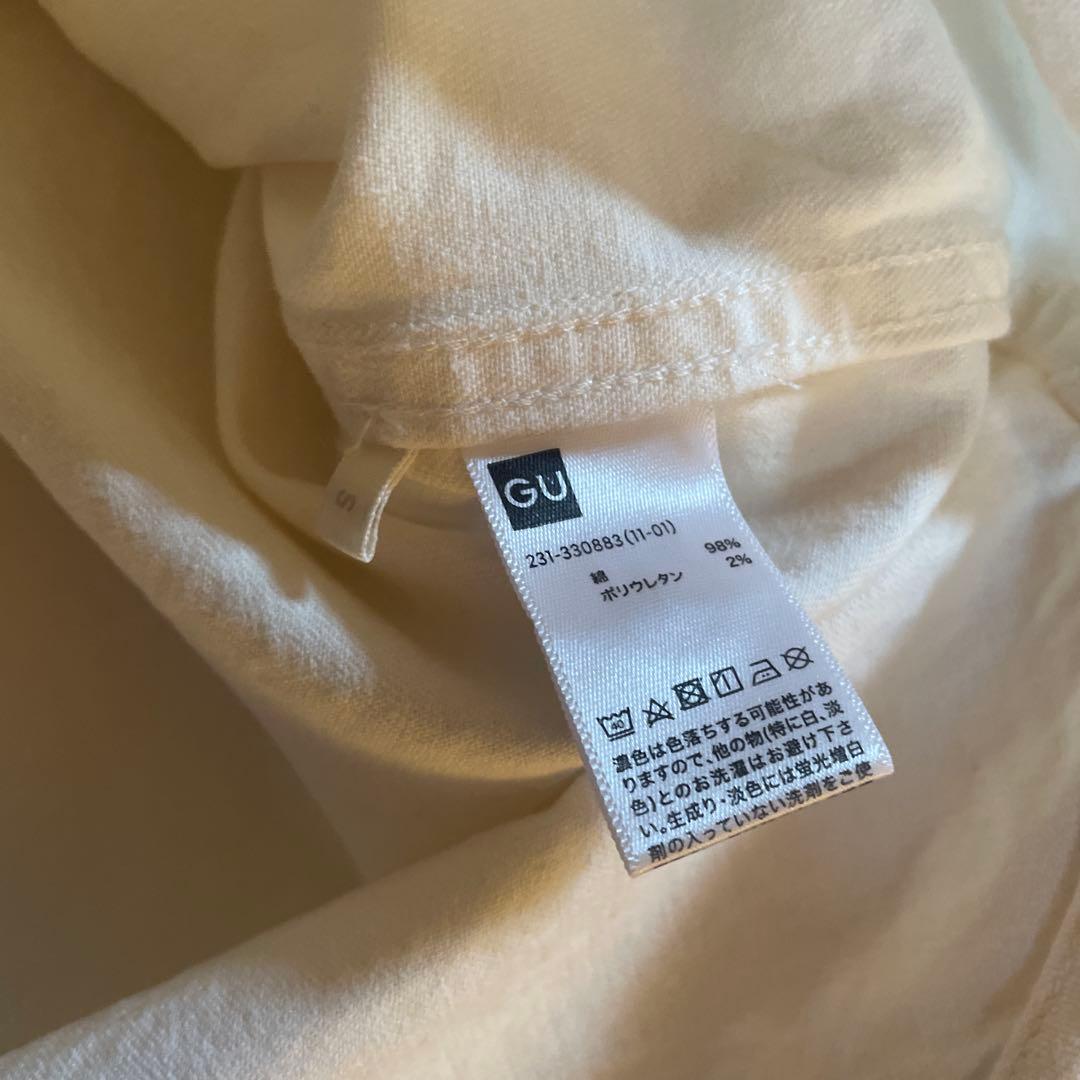 GU
231-330883(11-01)
綿 98%
ポリウレタン 2%
40
濃色は色落ちする可能性があ
りますので、他の物(特に白、淡
色)とのお洗濯はお避け下さ
い。生成り・淡色には蛍光増白
剤の入っていない洗剤をご使
S